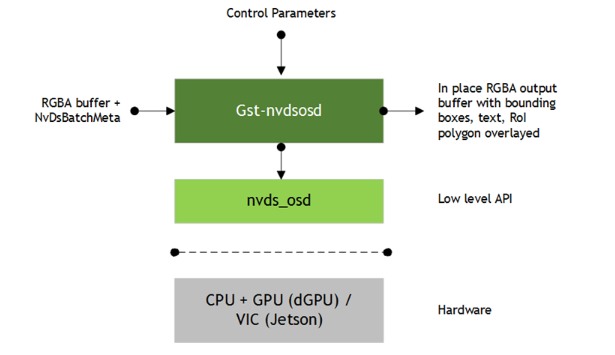 Control Parameters
RGBA buffer +
NvDsBatchMeta
Gst-nvdsosd
In place RGBA output
buffer with bounding
boxes, text, RoI
polygon overlayed
nvds_osd
Low level API
CPU + GPU (dGPU) /
VIC (Jetson)
Hardware